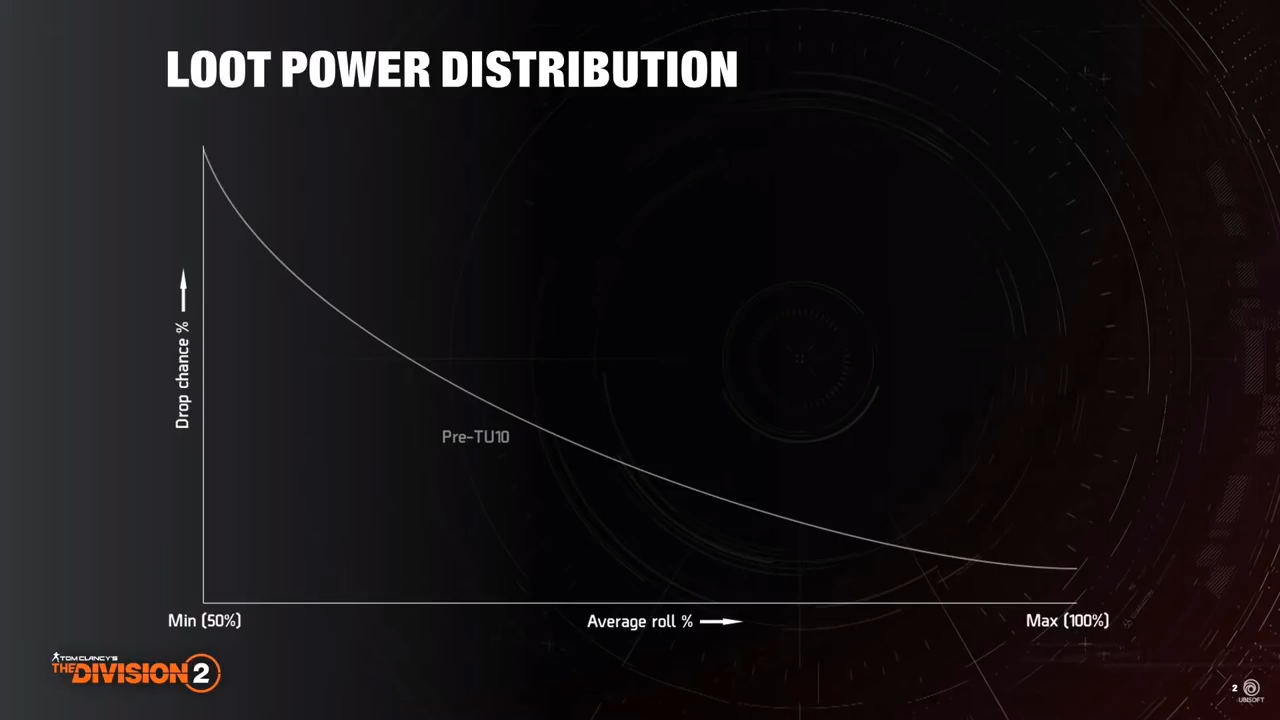 LOOT POWER DISTRIBUTION
Drop chance %
Pre-TU10
Min (50%)
Average roll %
Max (100%)
TOM CLANCY'S
THE DIVISION 2
2
UBISOFT